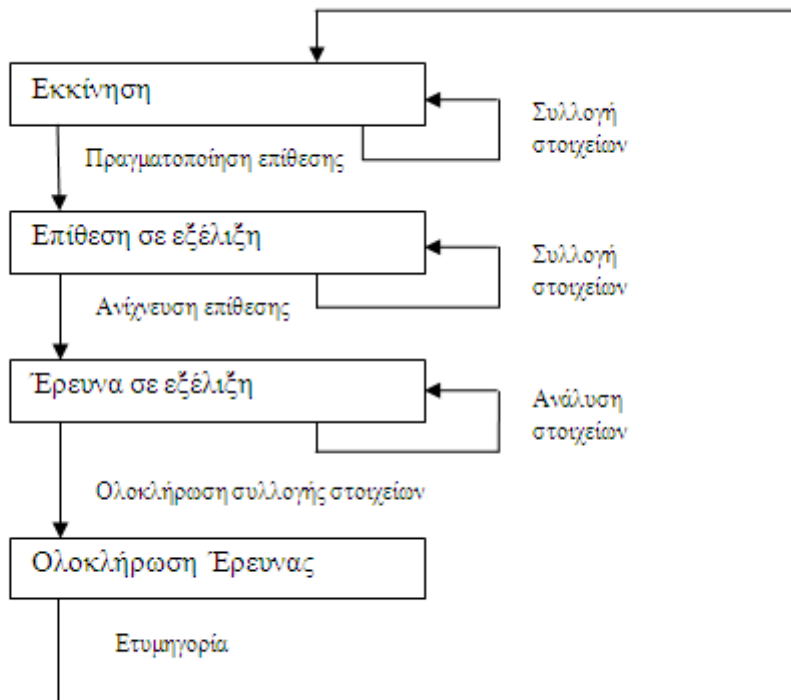 Εκκίνηση
Συλλογή
στοιχείων
Πραγματοποίηση επίθεσης
Επίθεση σε εξέλιξη
Συλλογή
στοιχείων
Ανίχνευση επίθεσης
Έρευνα σε εξέλιξη
Ανάλυση
στοιχείων
Ολοκλήρωση συλλογής στοιχείων
Ολοκλήρωση Έρευνας
Ετυμηγορία